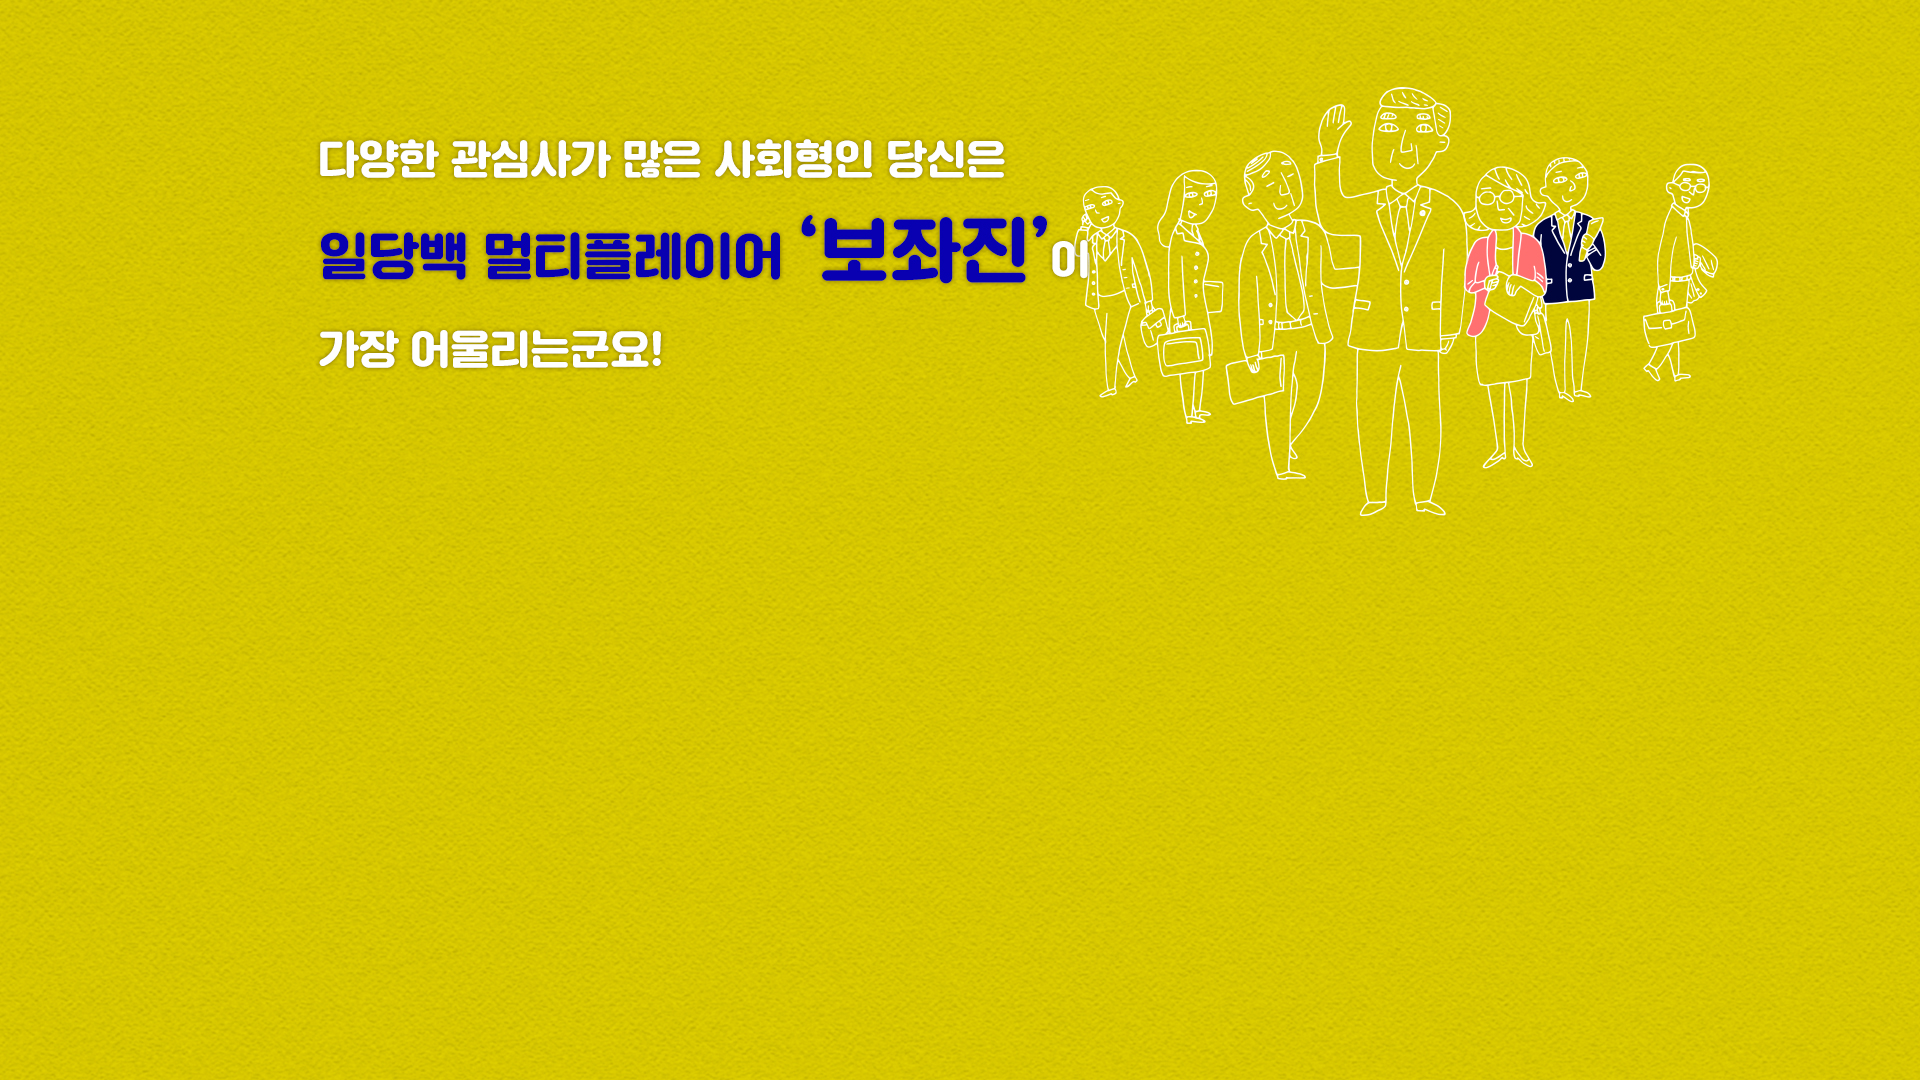 다양한 관심사가 많은 사회형인 당신은
일당백 멀티플레이어 ‘보좌진’이
가장 어울리는군요!